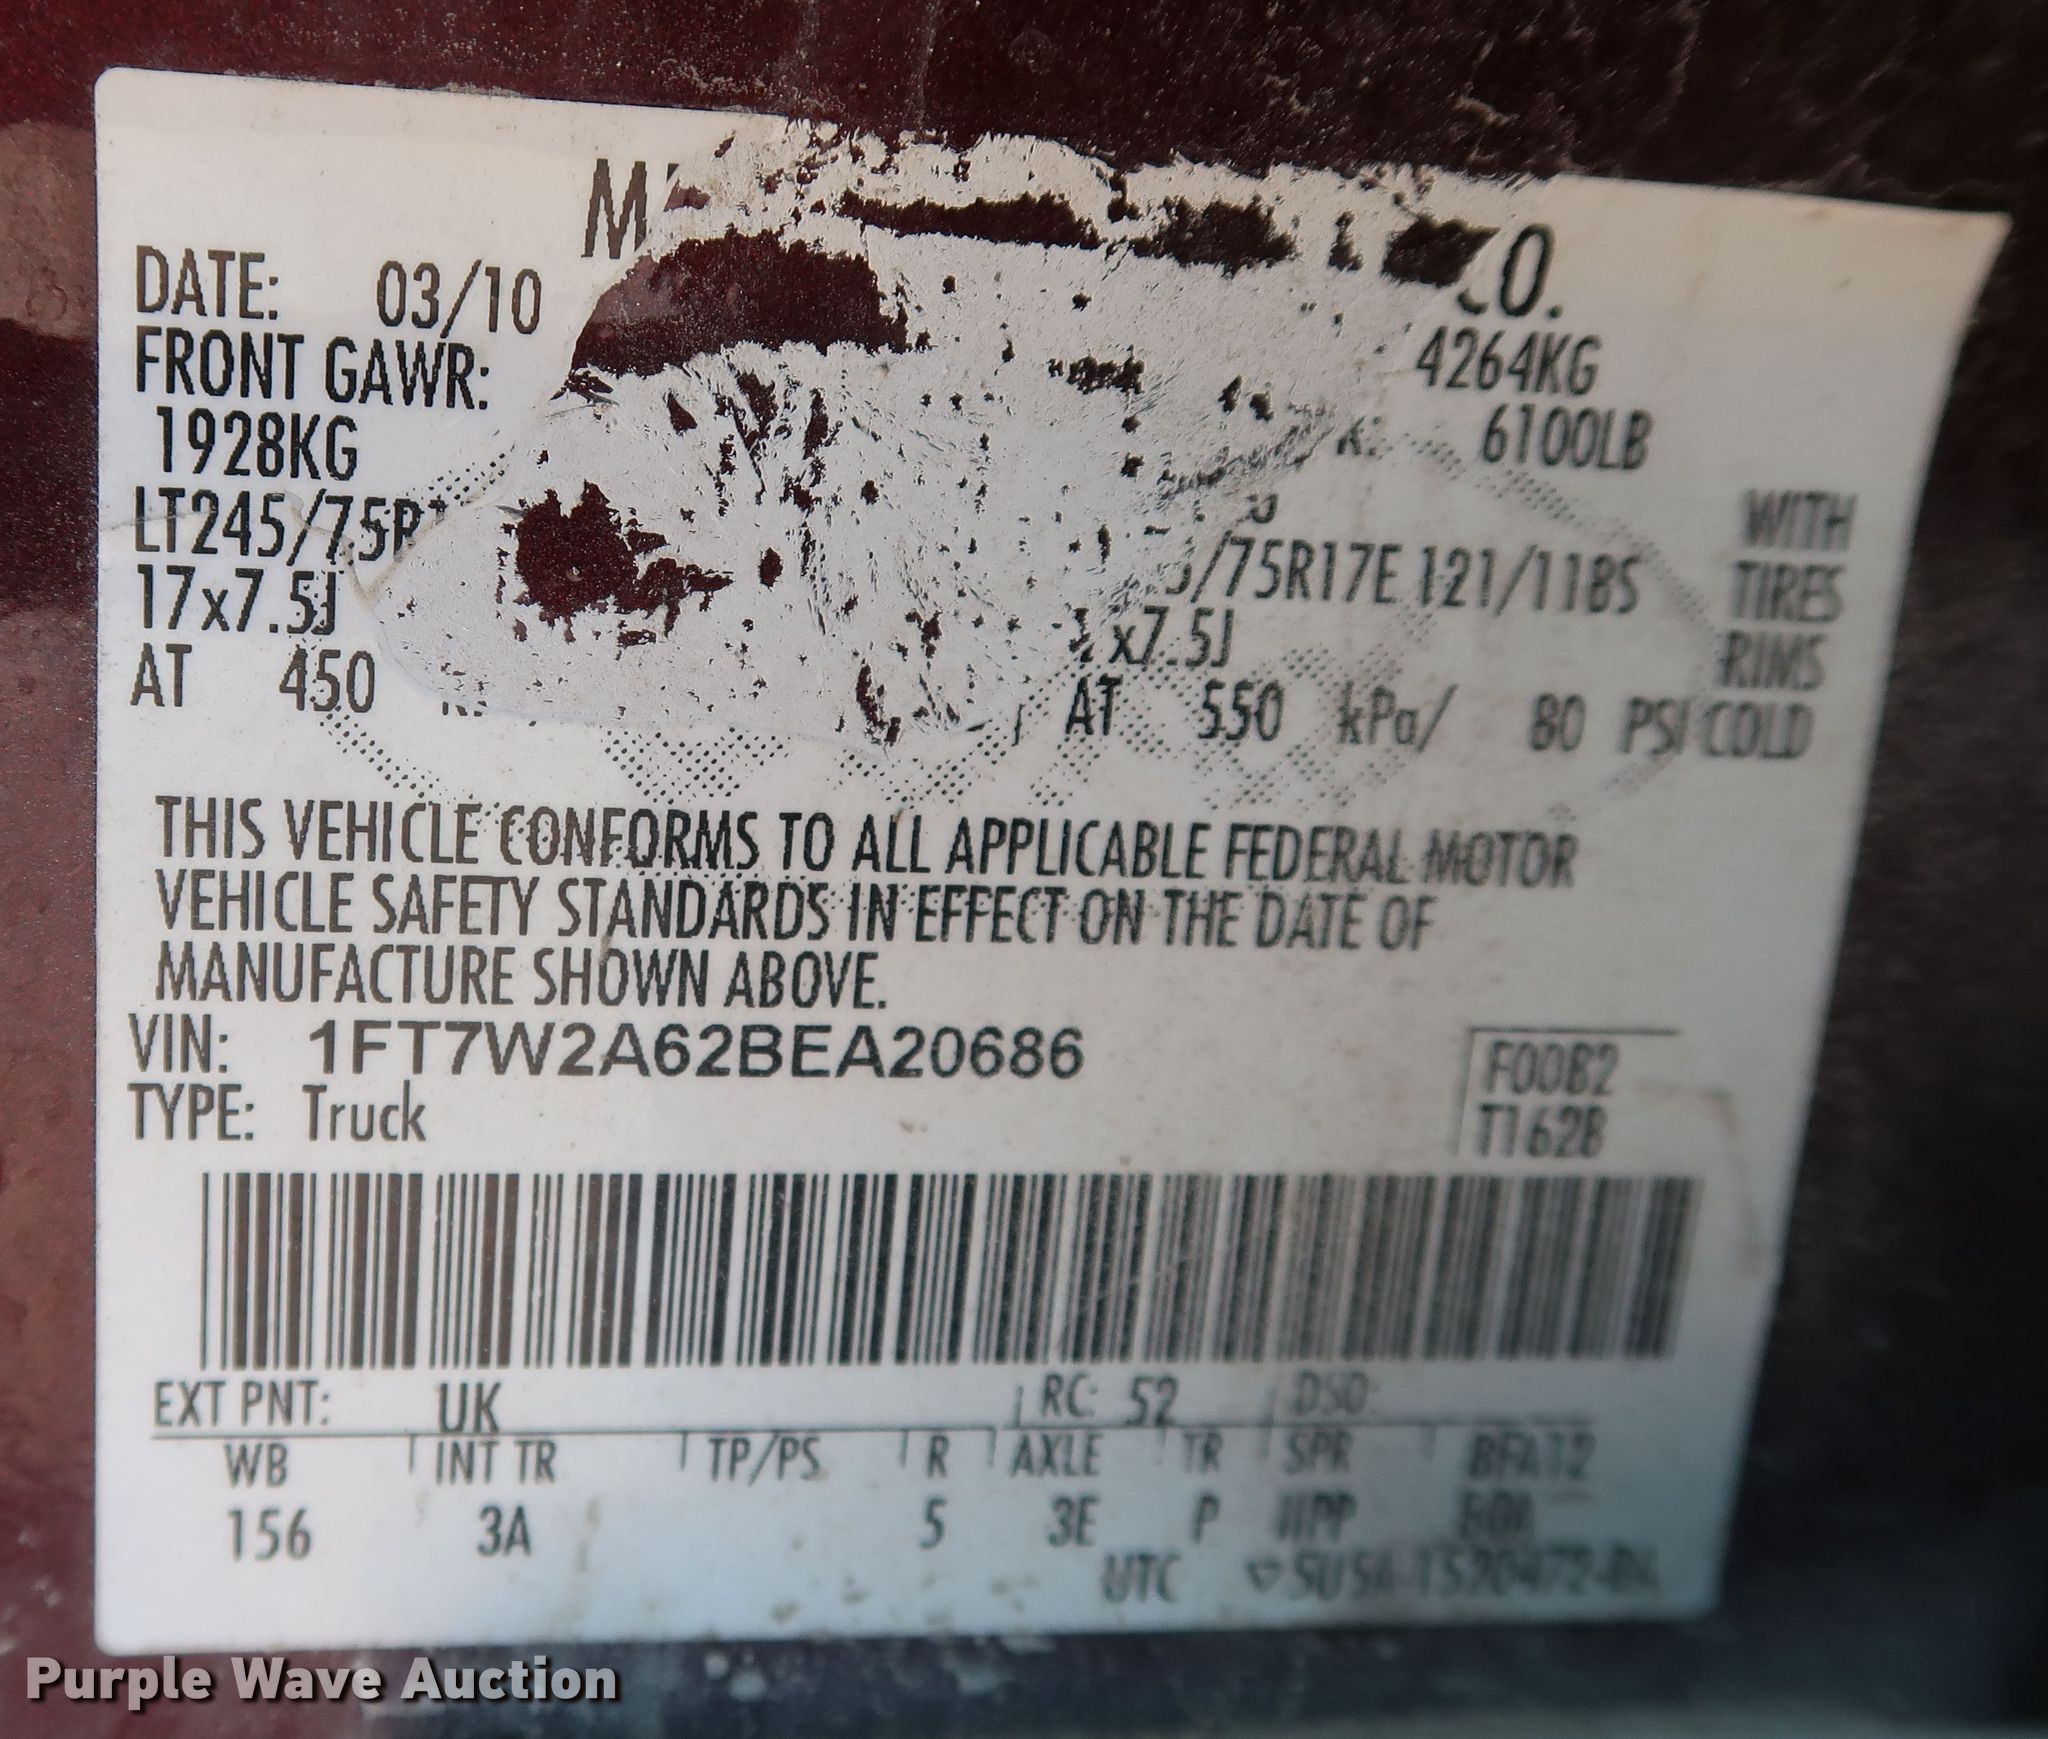 CO.
DATE: 03/10
4264KG
FRONT GAWR:
6100LB
1928KG
LT245/75R
WITH
/75R17E 121/118S TIRES
17x7.5J x7.5J RIMS
AT 450 AT 550 kPa/ 80 PSI COLD
THIS VEHICLE CONFORMS TO ALL APPLICABLE FEDERAL MOTOR
VEHICLE SAFETY STANDARDS IN EFFECT ON THE DATE OF
MANUFACTURE SHOWN ABOVE.
VIN: 1FT7W2A62BEA20686
F00B2
TYPE: Truck
T162B
EXT PNT: UK RC: 52 DSO:
WB INT TR TP/PS R AXLE TR SPR
156 3A 5 3E P
UTC
Purple Wave Auction